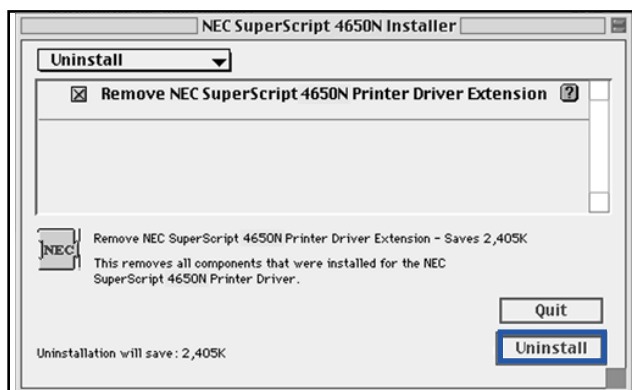 NEC SuperScript 4650N Installer
Uninstall
Remove NEC SuperScript 4650N Printer Driver Extension ?
NEC
Remove NEC SuperScript 4650N Printer Driver Extension - Saves 2,405K
This removes all components that were installed for the NEC
SuperScript 4650N Printer Driver.
Quit
Uninstallation will save: 2,405K
Uninstall